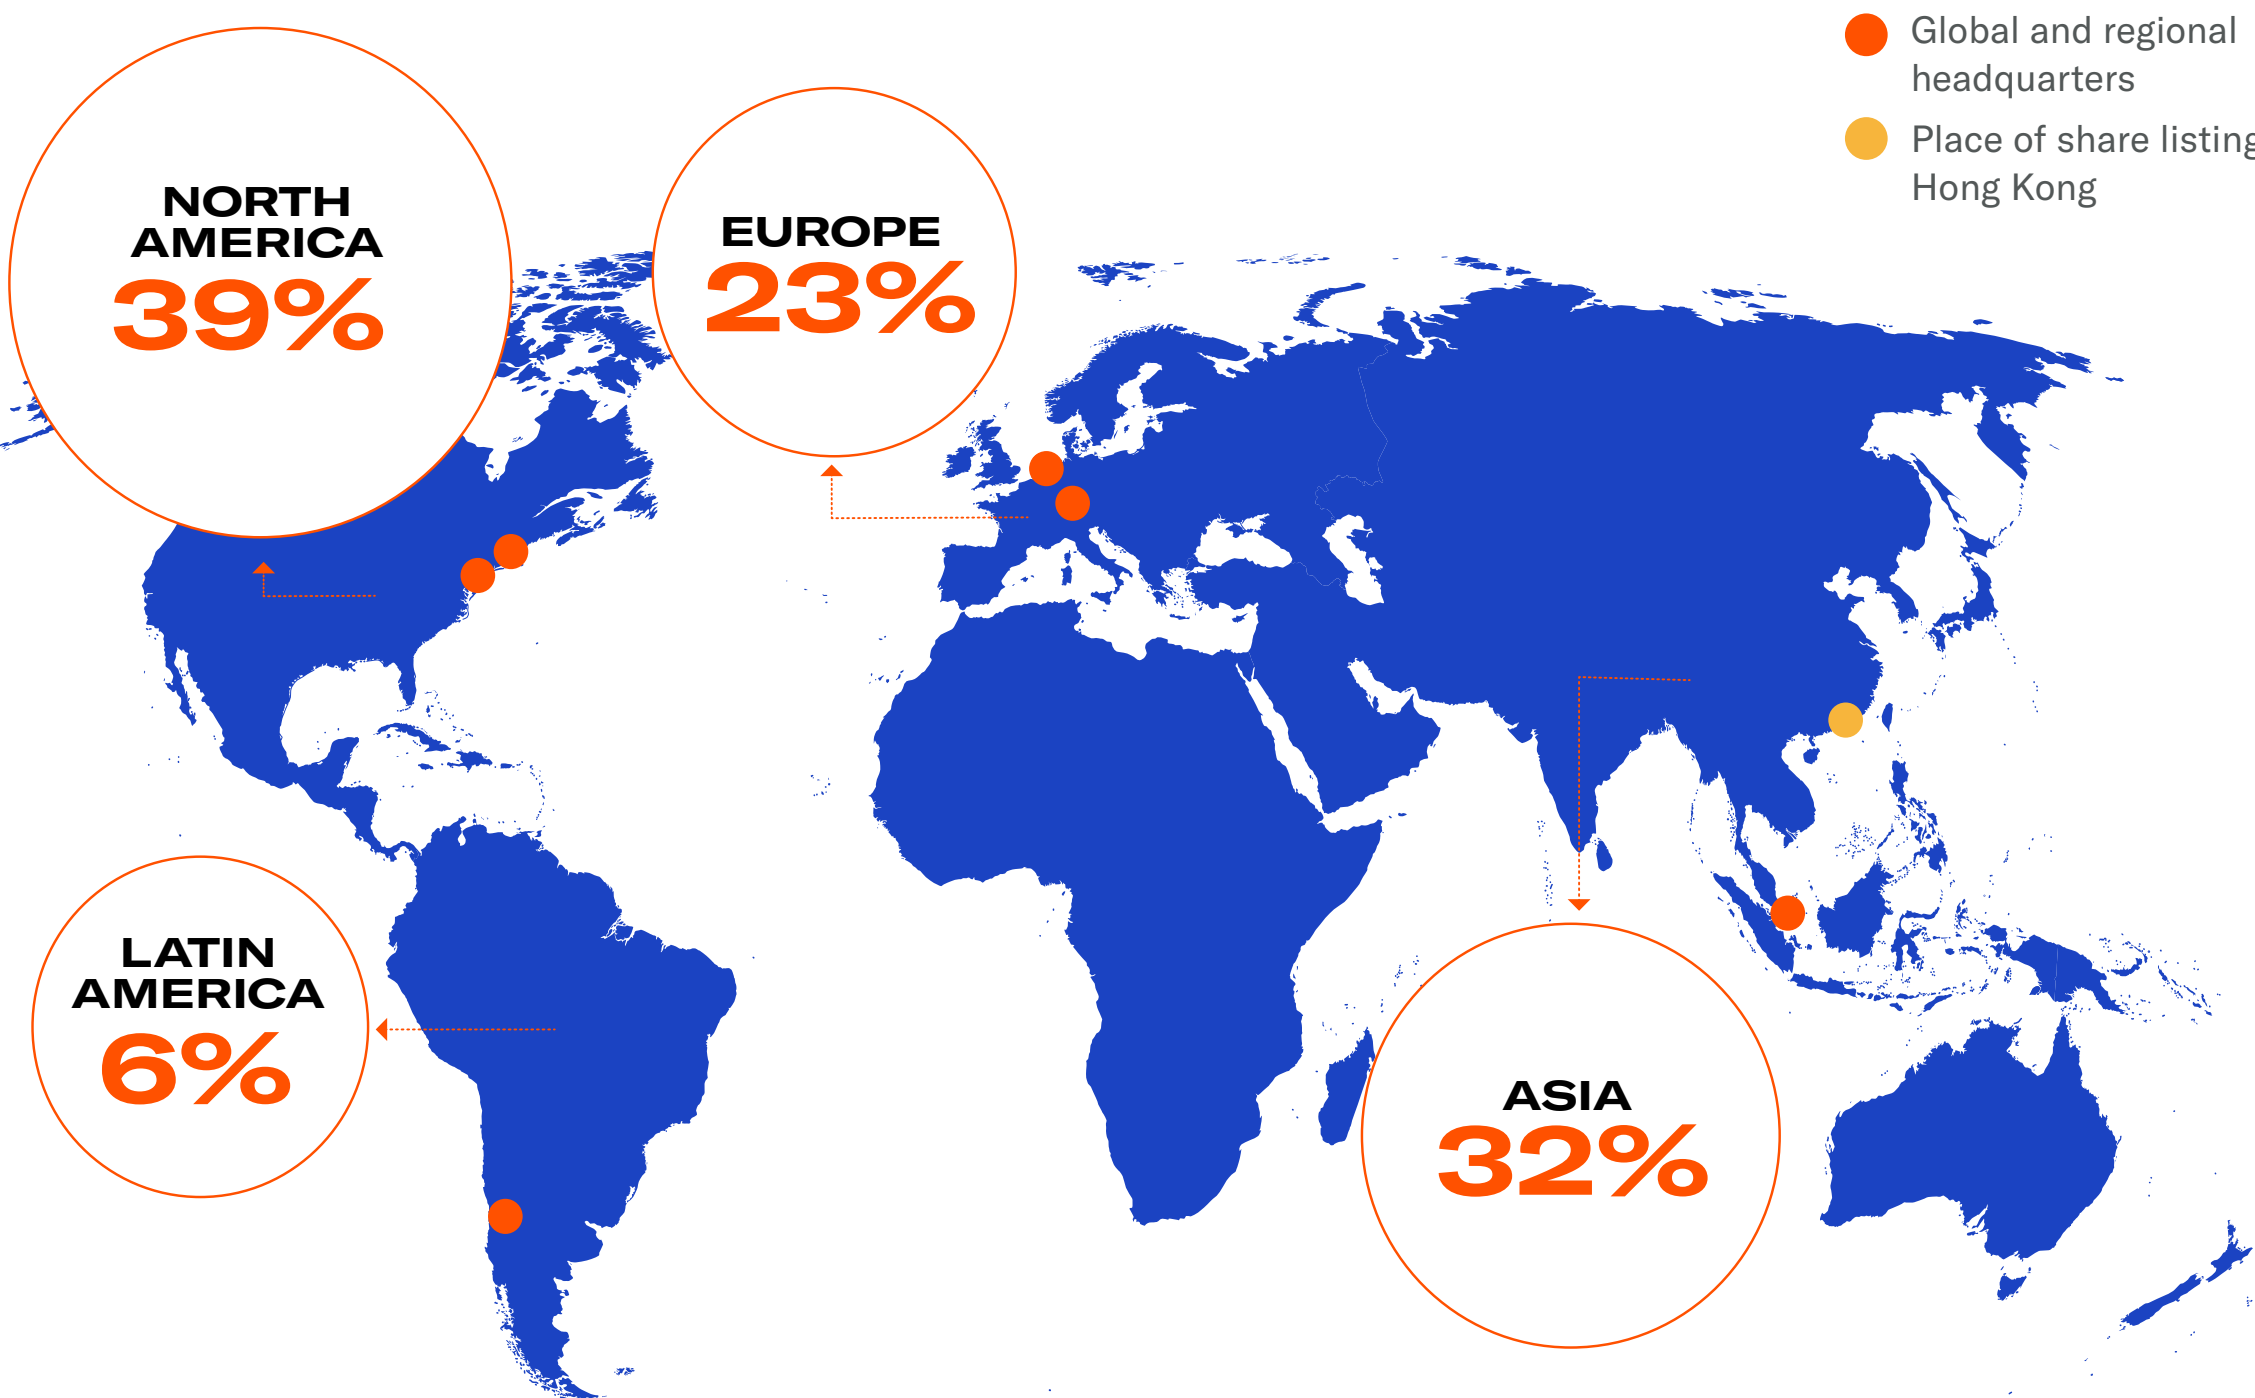 Global and regional
headquarters
Place of share listing
Hong Kong
NORTH
AMERICA
39%
EUROPE
23%
LATIN
AMERICA
6%
ASIA
32%